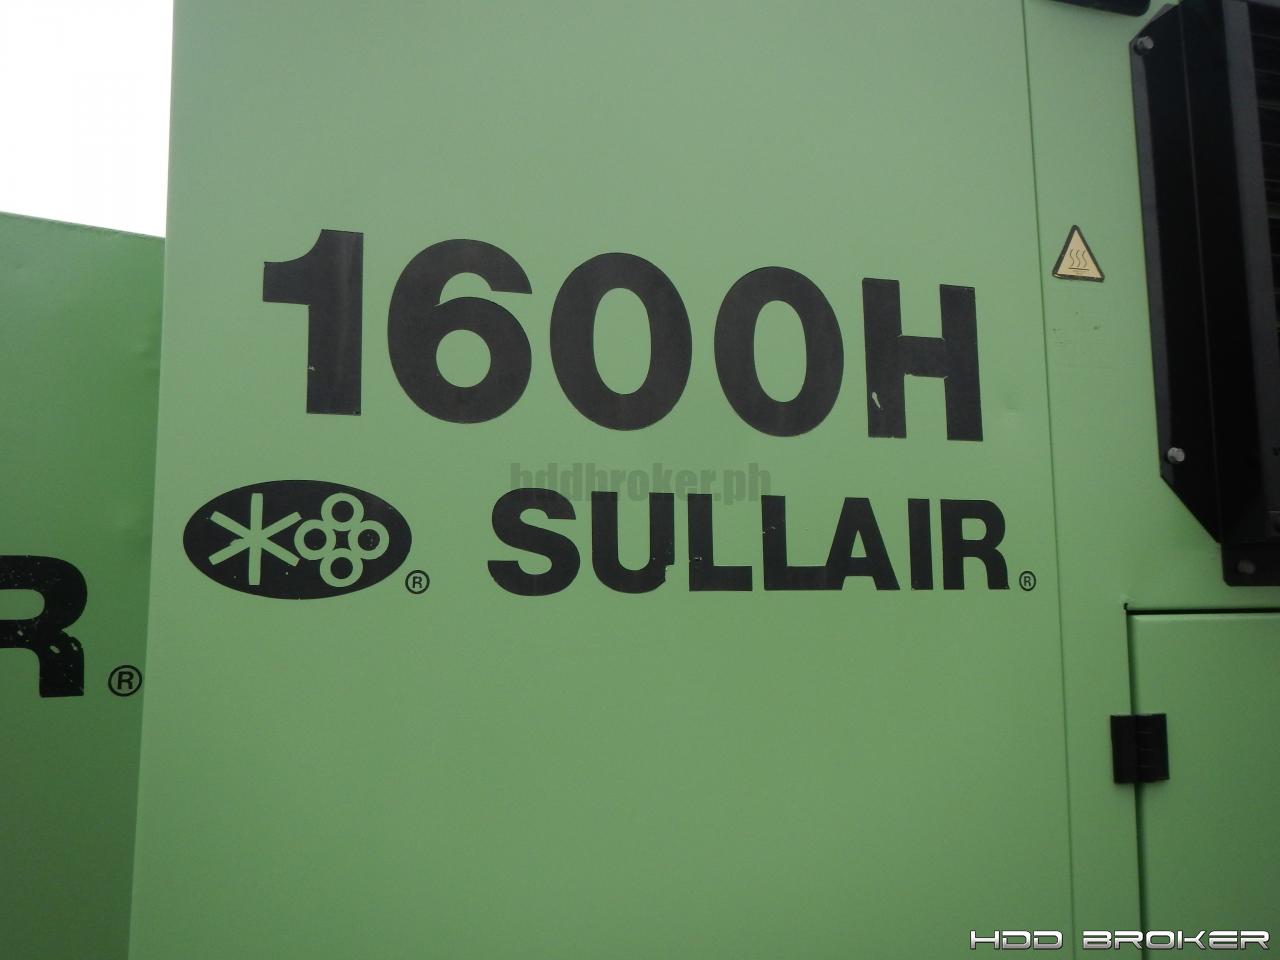 1600H
hddbroker.ph
® SULLAIR ®
R ®
HDD BROKER